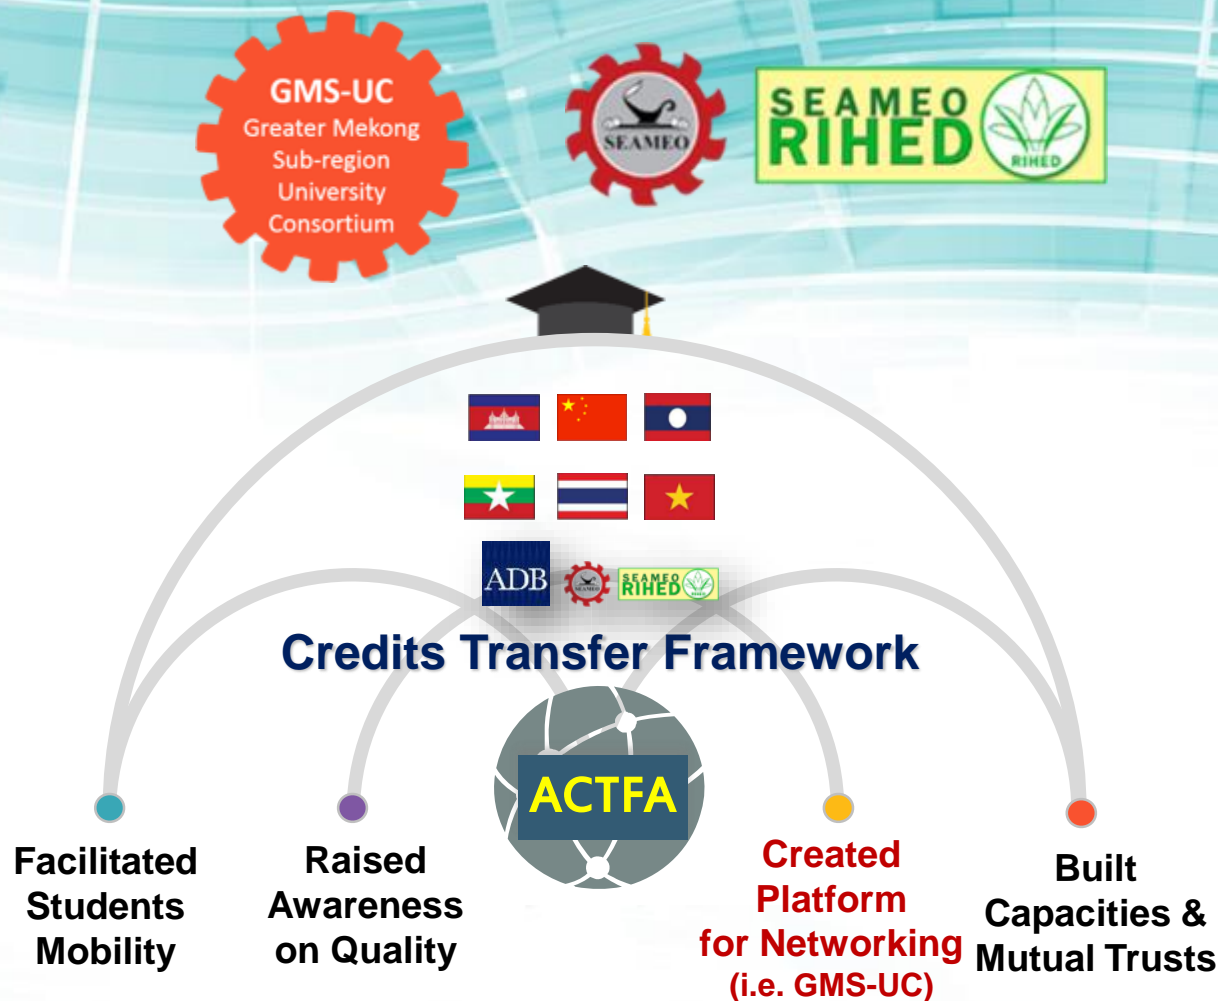 GMS-UC
Greater Mekong
Sub-region
University
Consortium
SEAMEO
SEAMEO
RIHED
RIHED
ADB
SEAMEO
SEAMEO
RIHED
Credits Transfer Framework
ACTFA
Facilitated
Students
Mobility
Raised
Awareness
on Quality
Created
Platform
for Networking
(i.e. GMS-UC)
Built
Capacities &
Mutual Trusts